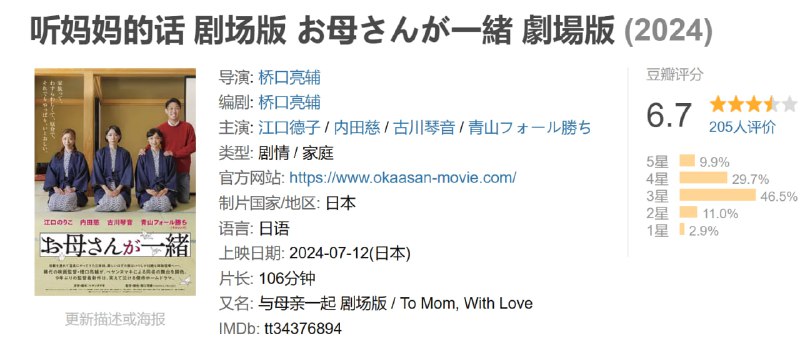 听妈妈的话 剧场版 お母さんが一緒 劇場版 (2024)
江口のりこ 内田慈 古川琴音 青山フォール勝ち
お母さんが一緒
更新描述或海报
导演: 桥口亮辅
编剧: 桥口亮辅
主演: 江口德子 / 内田慈 / 古川琴音 / 青山フォール勝ち
类型: 剧情 / 家庭
官方网站: https://www.okaasan-movie.com/
制片国家/地区: 日本
语言: 日语
上映日期: 2024-07-12(日本)
片长: 106分钟
又名: 与母亲一起 剧场版 / To Mom, With Love
IMDb: tt34376894
豆瓣评分
6.7
205人评价
5星 9.9%
4星 29.7%
3星 46.5%
2星 11.0%
1星 2.9%